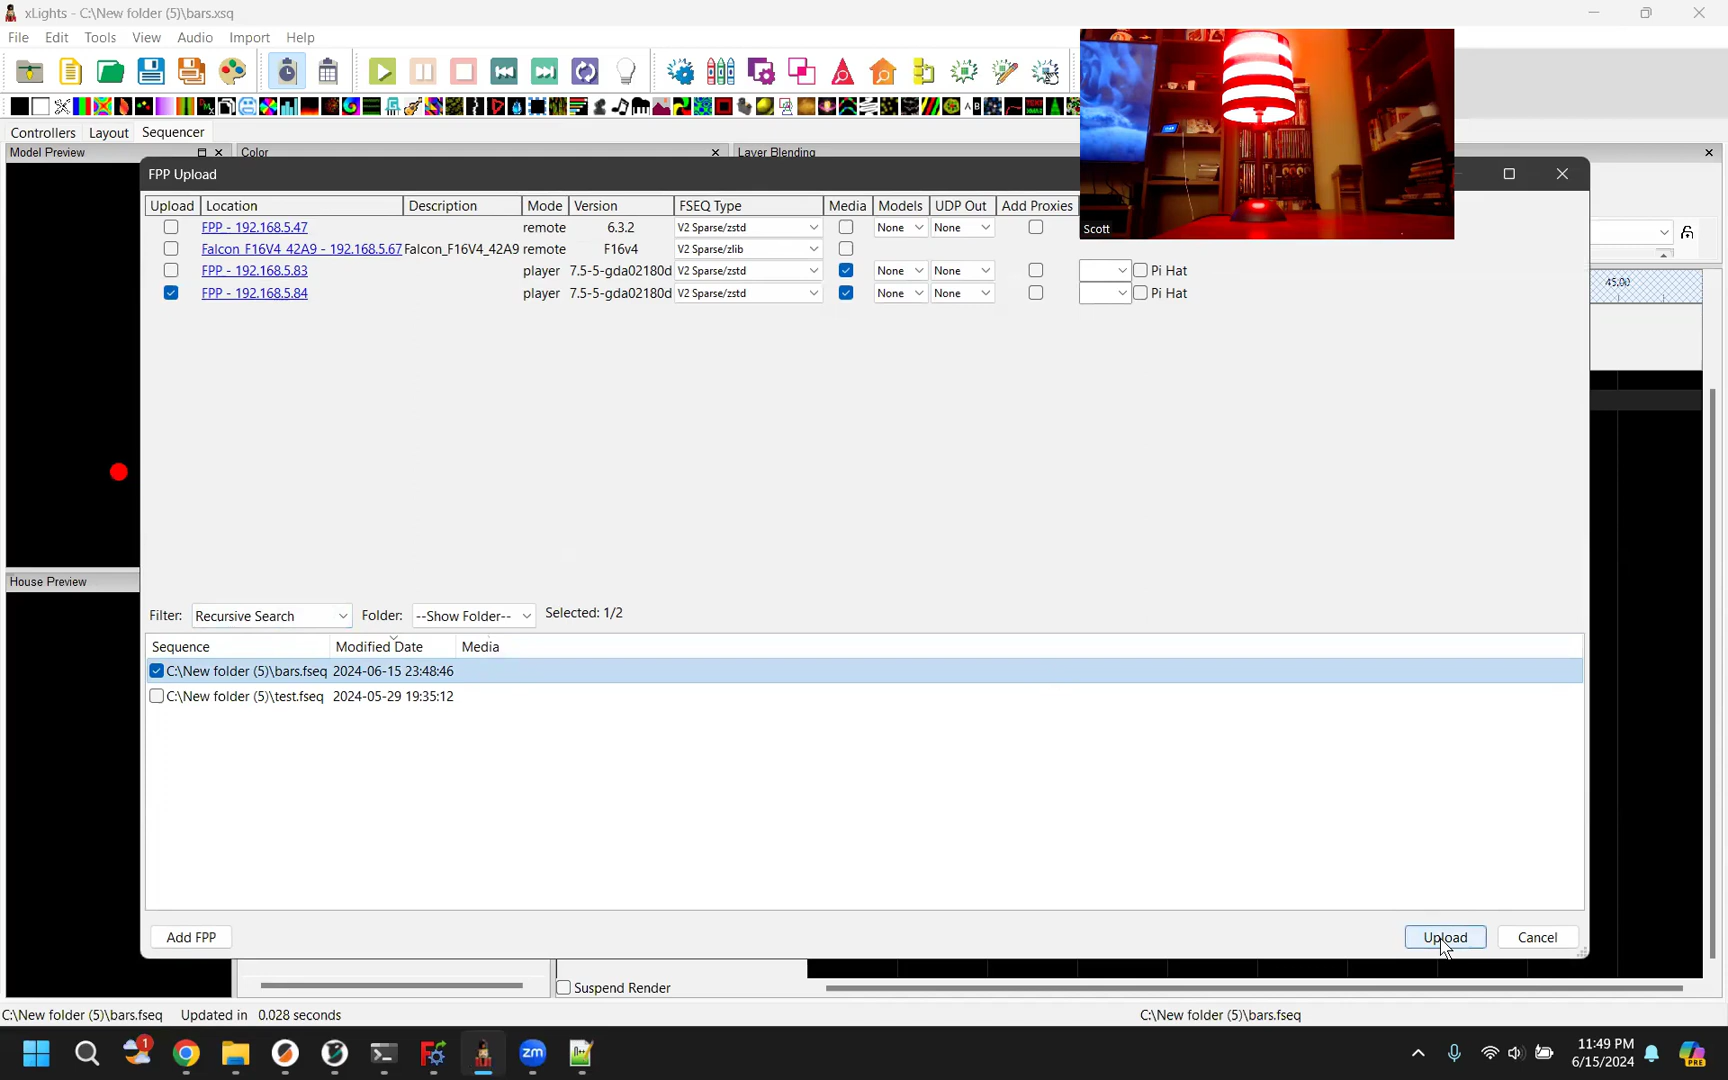 xLights - C:\New folder (5)\bars.xsq
File Edit Tools View Audio Import Help
Controllers Layout Sequencer
Model Preview Color Layer Blending
Scott
FPP Upload
Upload Location Description Mode Version FSEQ Type Media Models UDP Out Add Proxies
FPP - 192.168.5.47 remote 6.3.2 V2 Sparse/zstd None None
Falcon_F16V4_42A9 - 192.168.5.67 Falcon_F16V4_42A9 remote F16v4 V2 Sparse/zlib
FPP - 192.168.5.83 player 7.5-5-gda02180d V2 Sparse/zstd None None Pi Hat
FPP - 192.168.5.84 player 7.5-5-gda02180d V2 Sparse/zstd None None Pi Hat
45.00
House Preview
Filter: Recursive Search Folder: --Show Folder-- Selected: 1/2
Sequence Modified Date Media
C:\New folder (5)\bars.fseq 2024-06-15 23:48:46
C:\New folder (5)\test.fseq 2024-05-29 19:35:12
Add FPP Upload Cancel
Suspend Render
C:\New folder (5)\bars.fseq Updated in 0.028 seconds C:\New folder (5)\bars.fseq
1
zm
11:49 PM
6/15/2024
PRE